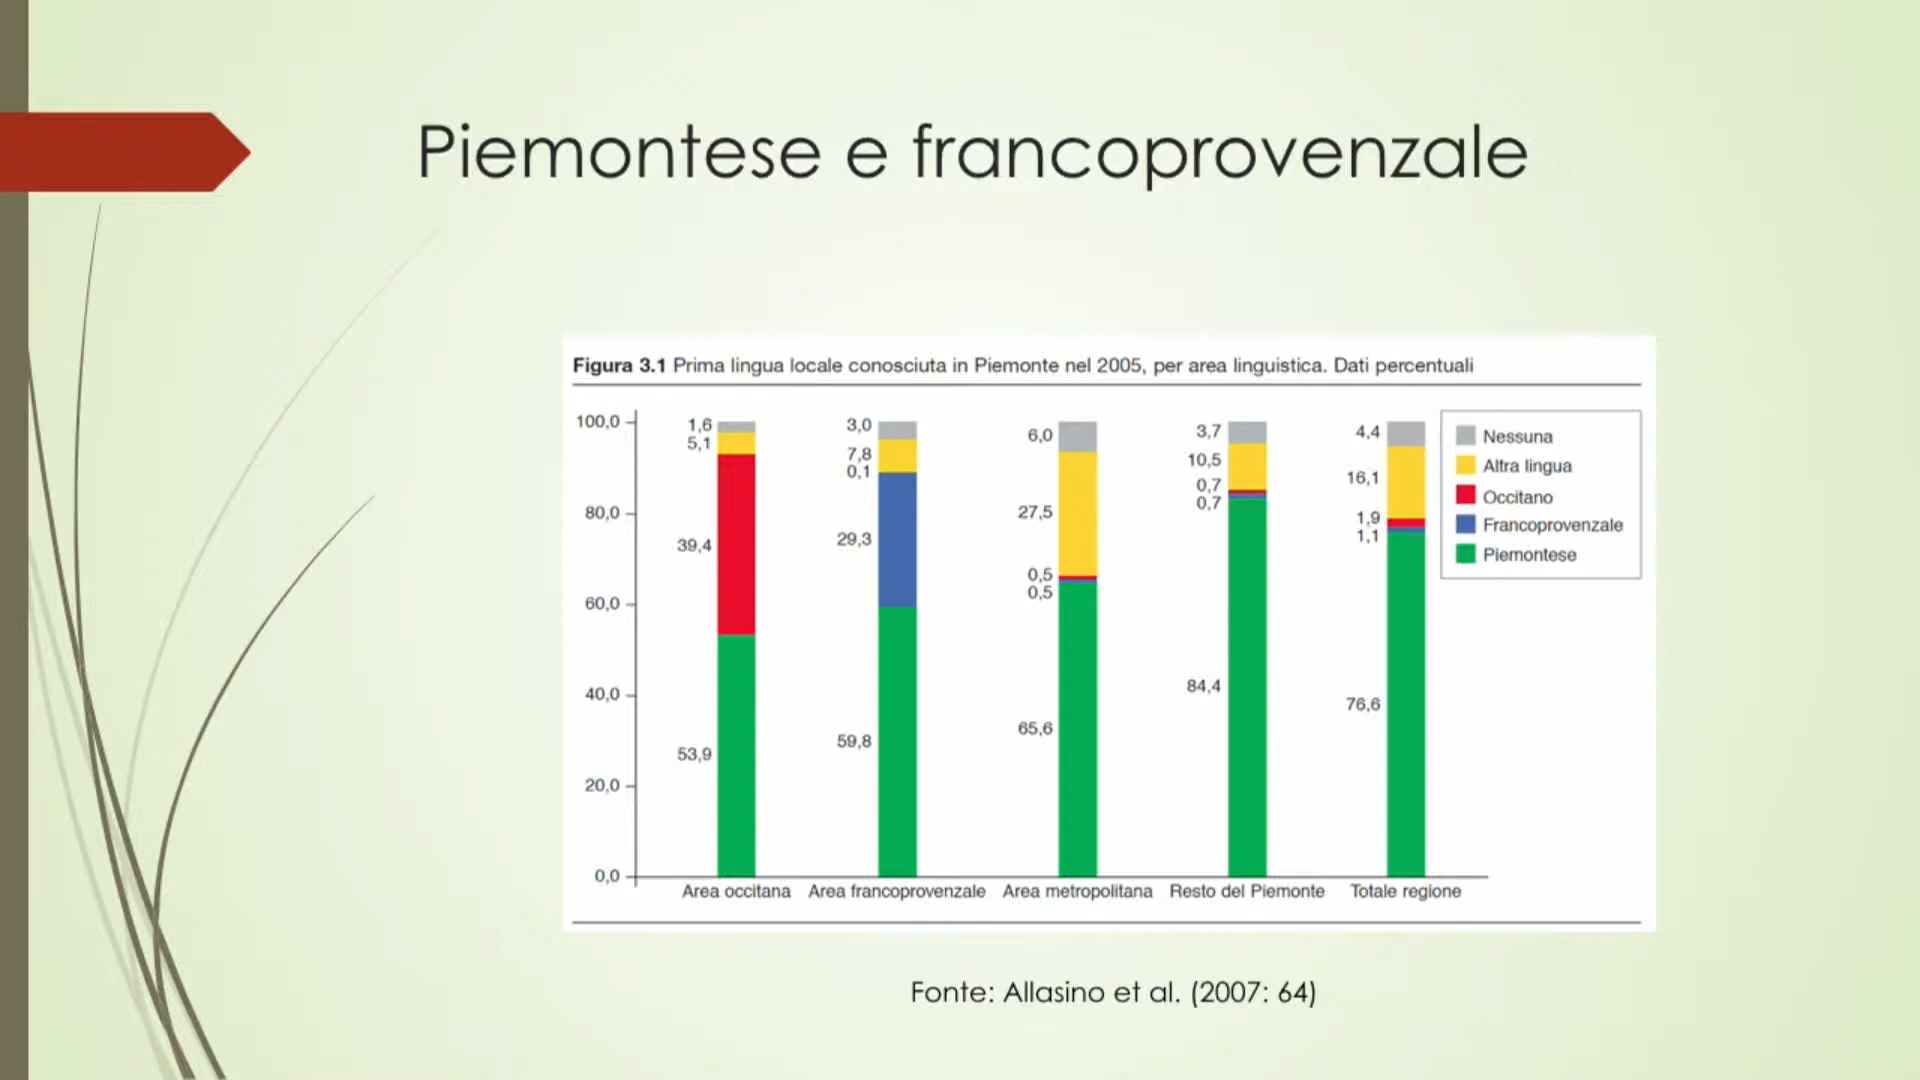 Piemontese e francoprovenzale
Figura 3.1 Prima lingua locale conosciuta in Piemonte nel 2005, per area linguistica. Dati percentuali
100,0
80,0
60,0
40,0
20,0
0,0
1,6
5,1
39,4
53,9
3,0
7,8
0,1
29,3
59,8
6,0
27,5
0,5
0,5
65,6
3,7
10,5
0,7
0,7
84,4
4,4
16,1
1,9
1,1
76,6
Nessuna
Altra lingua
Occitano
Francoprovenzale
Piemontese
Area occitana
Area francoprovenzale
Area metropolitana
Resto del Piemonte
Totale regione
Fonte: Allasino et al. (2007: 64)